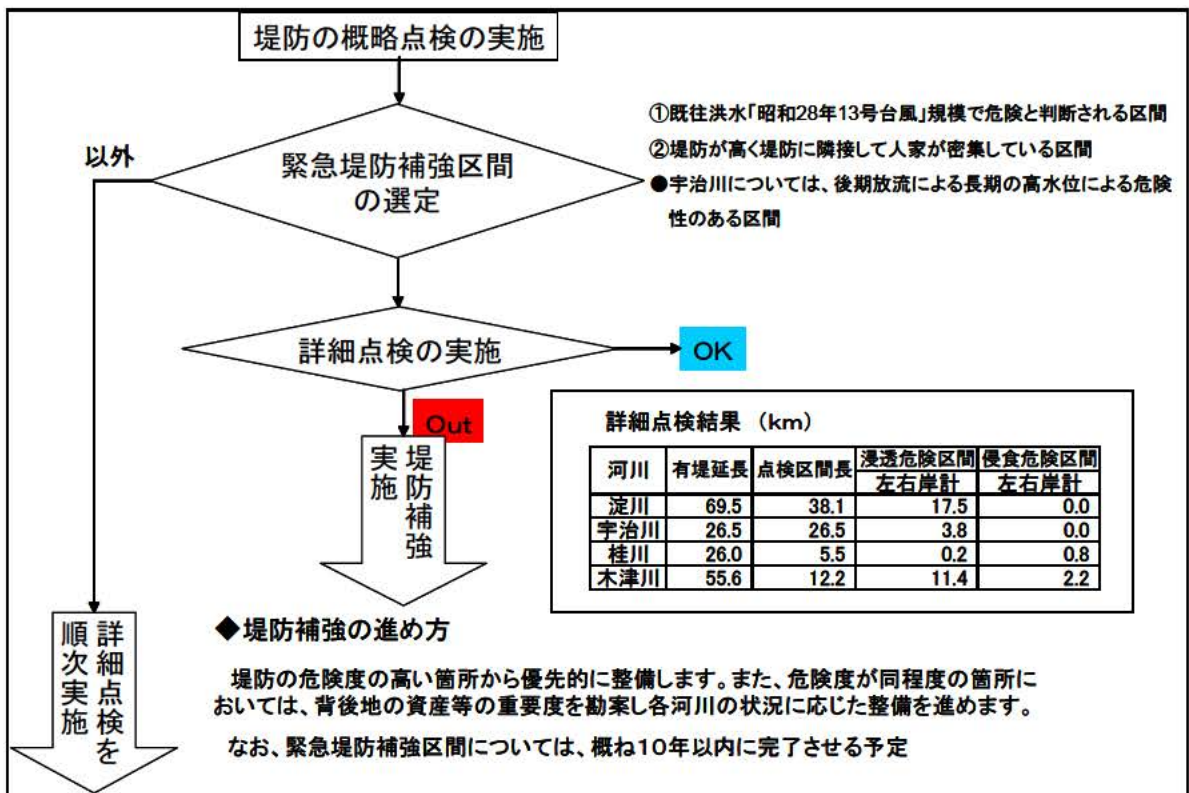 堤防の概略点検の実施
以外
緊急堤防補強区間
の選定
①既往洪水「昭和28年13号台風」規模で危険と判断される区間
②堤防が高く堤防に隣接して人家が密集している区間
●宇治川については、後期放流による長期の高水位による危険
性のある区間
詳細点検の実施
OK
Out
堤防補強
実施
詳細点検結果 (km)
河川 有堤延長 点検区間長 浸透危険区間 侵食危険区間
左右岸計 左右岸計
淀川 69.5 38.1 17.5 0.0
宇治川 26.5 26.5 3.8 0.0
桂川 26.0 5.5 0.2 0.8
木津川 55.6 12.2 11.4 2.2
詳細点検を
順次実施
◆堤防補強の進め方
堤防の危険度の高い箇所から優先的に整備します。また、危険度が同程度の箇所に
おいては、背後地の資産等の重要度を勘案し各河川の状況に応じた整備を進めます。
なお、緊急堤防補強区間については、概ね10年以内に完了させる予定